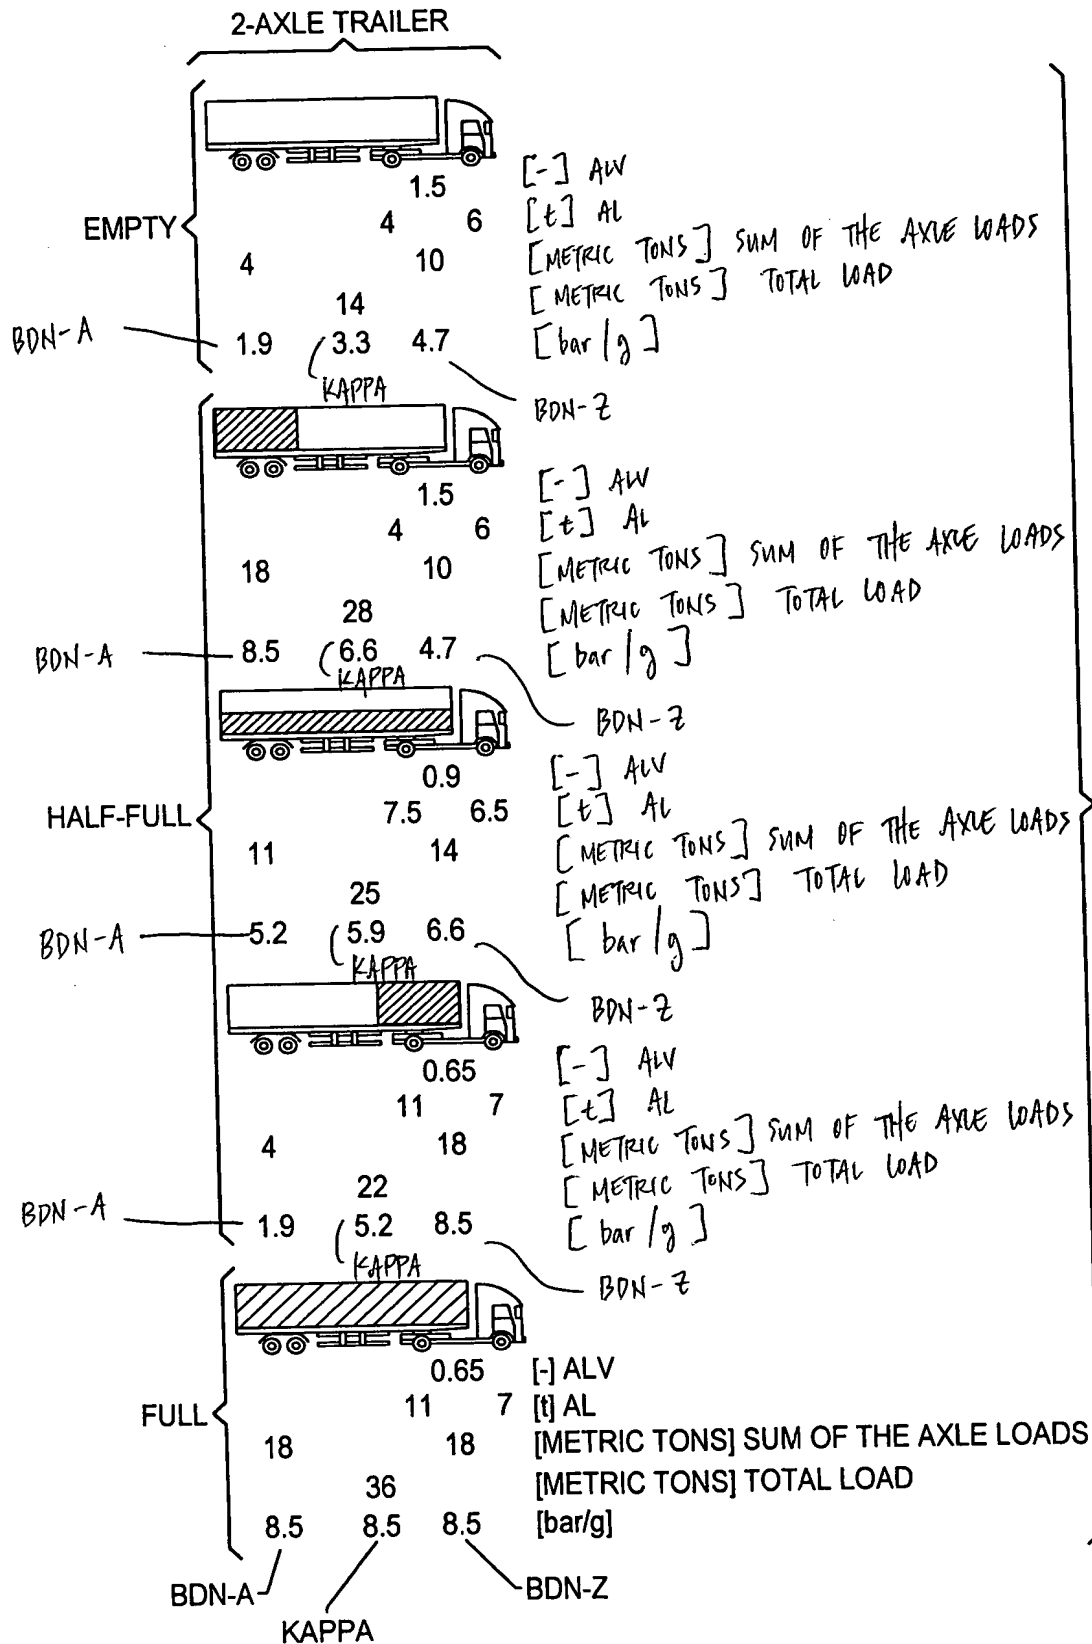 2-AXLE TRAILER
1.5 [-] ALV
EMPTY 4 6 [t] AL
4 10 [METRIC TONS] SUM OF THE AXLE LOADS
14 [METRIC TONS] TOTAL LOAD
BDN-A 1.9 3.3 4.7 [bar/g]
KAPPA BDN-Z
1.5 [-] ALV
4 6 [t] AL
18 10 [METRIC TONS] SUM OF THE AXLE LOADS
28 [METRIC TONS] TOTAL LOAD
BDN-A 8.5 6.6 4.7 [bar/g]
KAPPA
BDN-Z
0.9 [-] ALV
HALF-FULL 7.5 6.5 [t] AL
11 14 [METRIC TONS] SUM OF THE AXLE LOADS
25 [METRIC TONS] TOTAL LOAD
BDN-A 5.2 5.9 6.6 [bar/g]
KAPPA
BDN-Z
0.65 [-] ALV
11 7 [t] AL
4 18 [METRIC TONS] SUM OF THE AXLE LOADS
22 [METRIC TONS] TOTAL LOAD
BDN-A 1.9 5.2 8.5 [bar/g]
KAPPA
BDN-Z
0.65 [-] ALV
FULL 11 7 [t] AL
18 18 [METRIC TONS] SUM OF THE AXLE LOADS
36 [METRIC TONS] TOTAL LOAD
8.5 8.5 8.5 [bar/g]
BDN-A BDN-Z
KAPPA